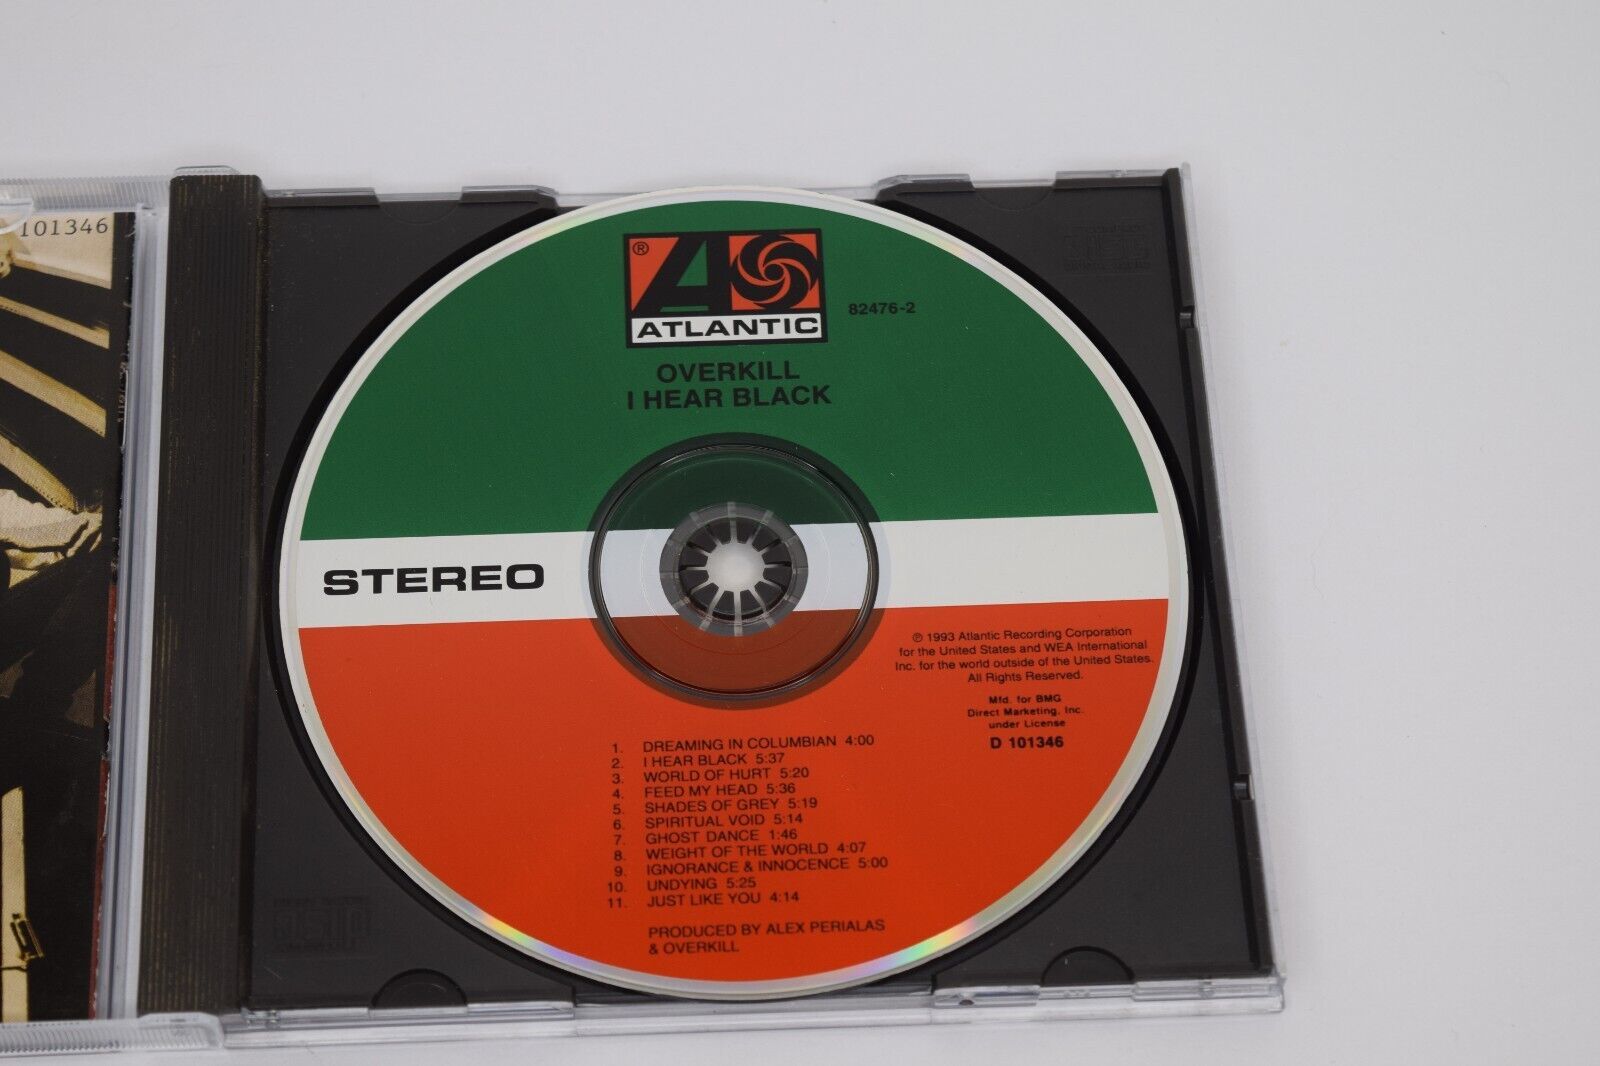 101346
®
ATLANTIC
82476-2
OVERKILL
I HEAR BLACK
STEREO
℗ 1993 Atlantic Recording Corporation
for the United States and WEA International
Inc. for the world outside of the United States.
All Rights Reserved.
Mfd. for BMG
Direct Marketing, Inc.
under License
D 101346
1. DREAMING IN COLUMBIAN 4:00
2. I HEAR BLACK 5:37
3. WORLD OF HURT 5:20
4. FEED MY HEAD 5:36
5. SHADES OF GREY 5:19
6. SPIRITUAL VOID 5:14
7. GHOST DANCE 1:46
8. WEIGHT OF THE WORLD 4:07
9. IGNORANCE & INNOCENCE 5:00
10. UNDYING 5:25
11. JUST LIKE YOU 4:14
PRODUCED BY ALEX PERIALAS
& OVERKILL